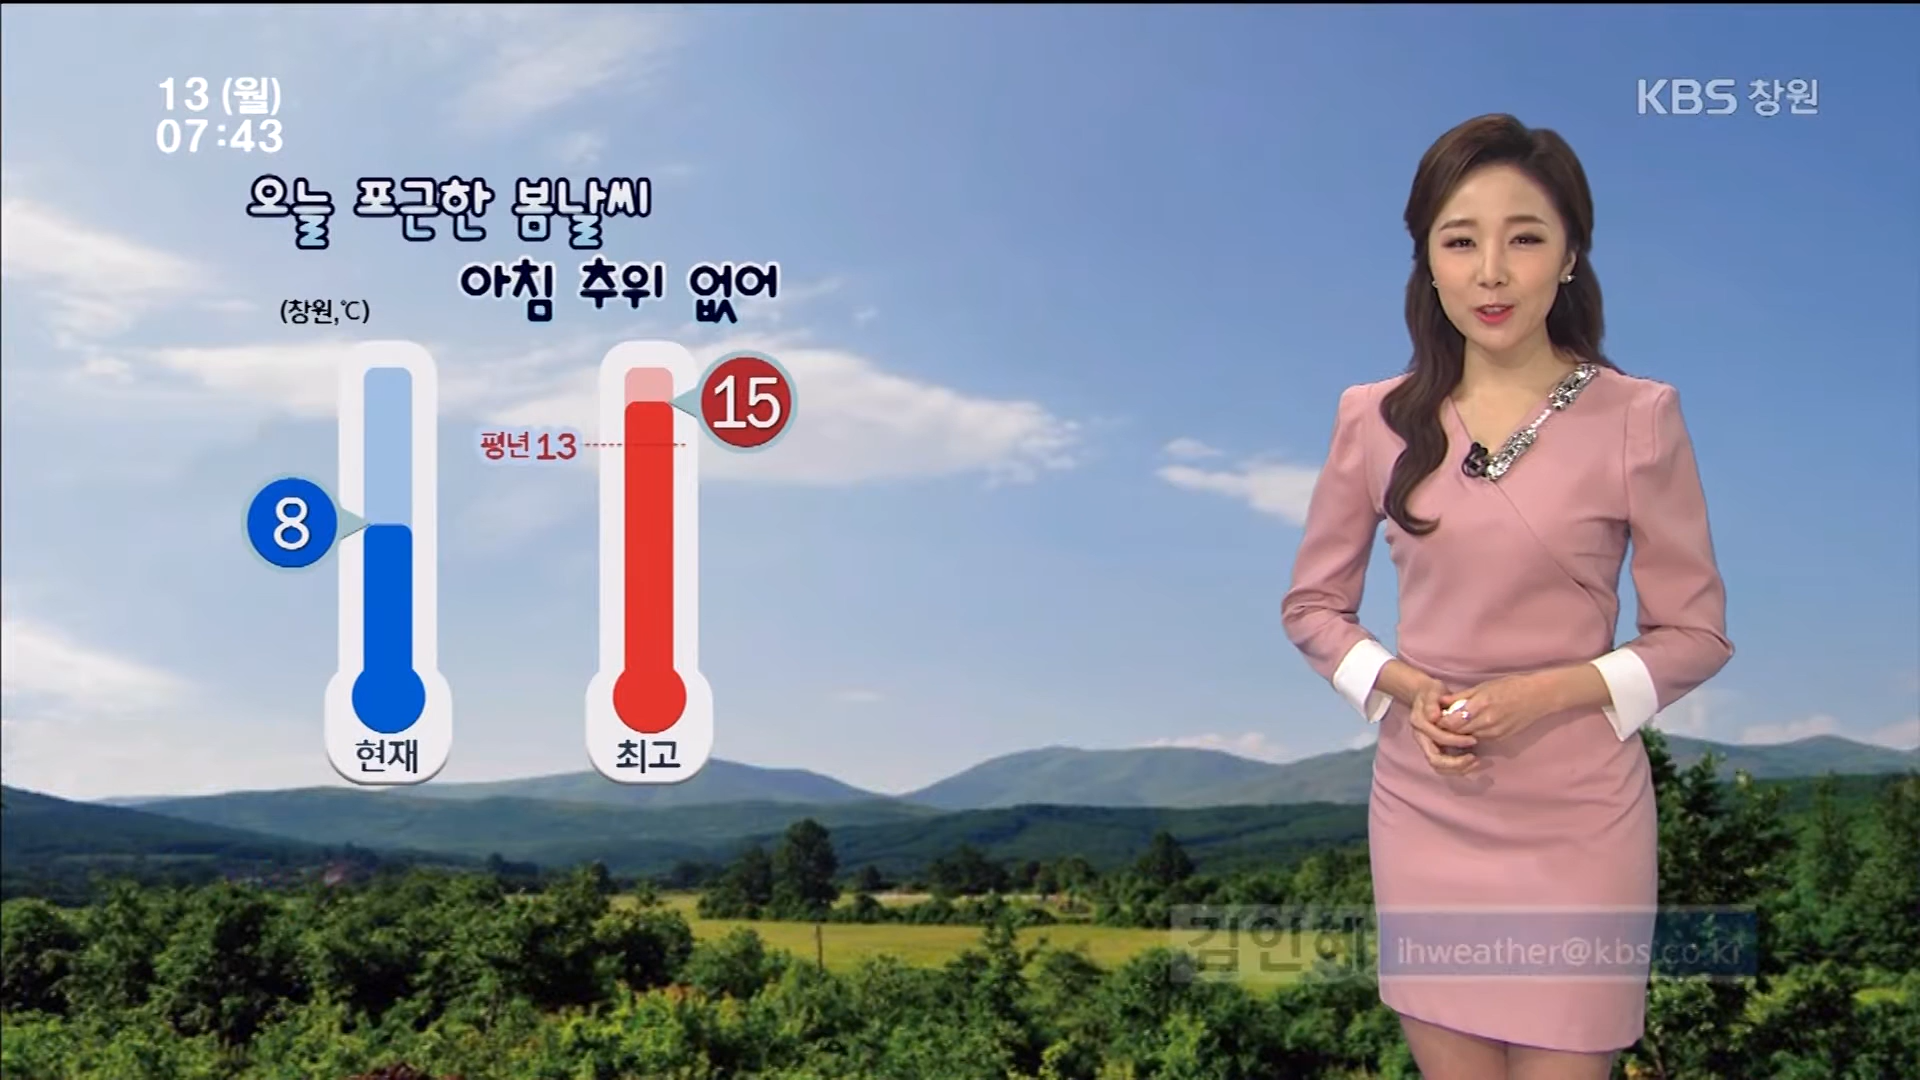 13 (월)
07:43
KBS 창원
오늘 포근한 봄날씨
아침 추위 없어
(창원,℃)
15
평년 13
8
현재
최고
김인혜 ihweather@kbs.co.kr